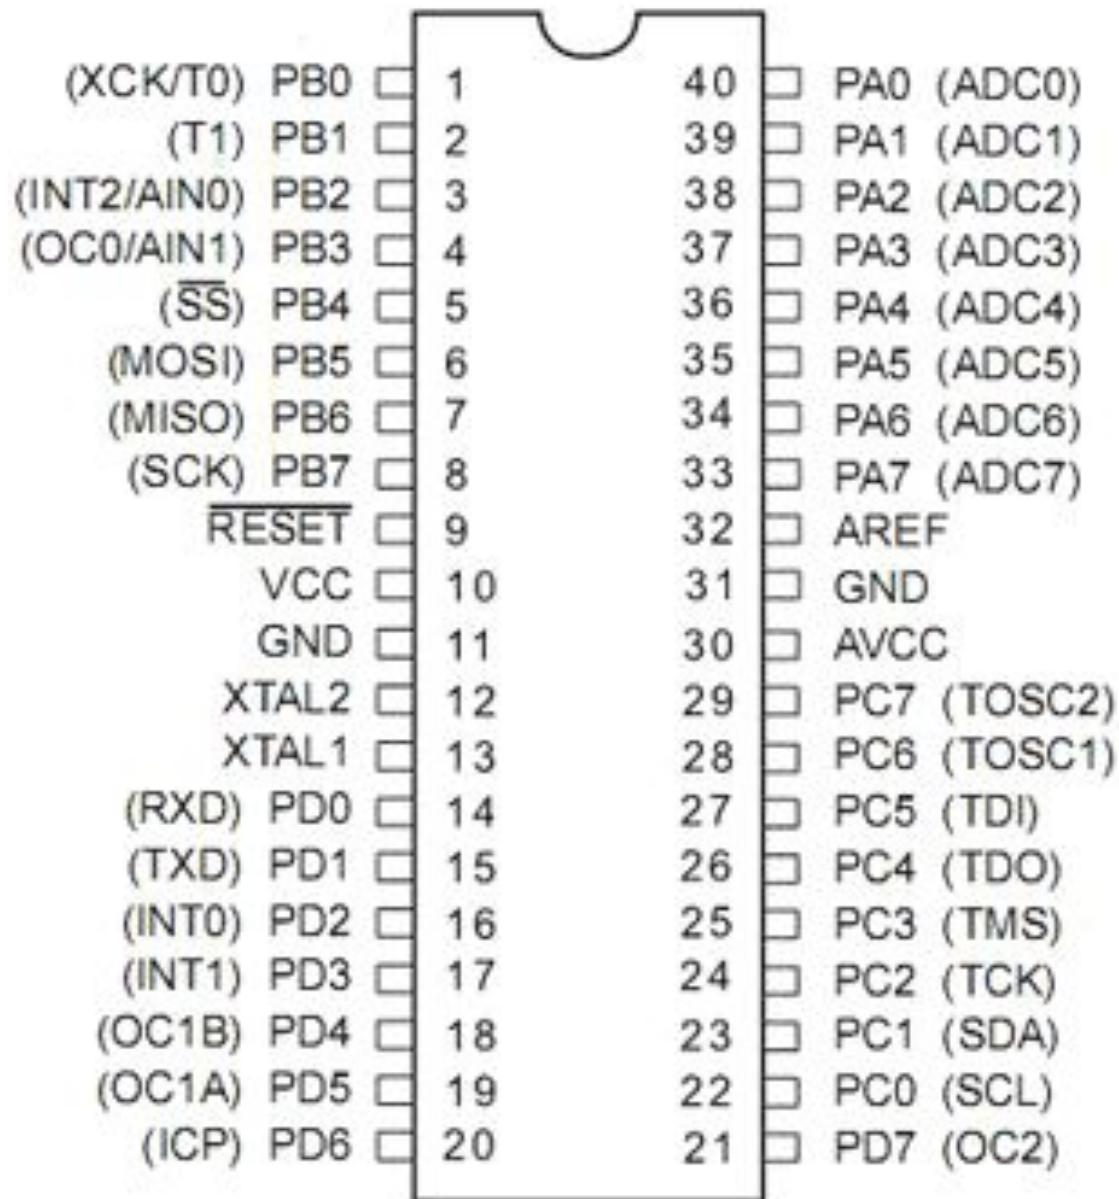 (XCK/T0) PB0 1 40 PA0 (ADC0)
(T1) PB1 2 39 PA1 (ADC1)
(INT2/AIN0) PB2 3 38 PA2 (ADC2)
(OC0/AIN1) PB3 4 37 PA3 (ADC3)
(SS) PB4 5 36 PA4 (ADC4)
(MOSI) PB5 6 35 PA5 (ADC5)
(MISO) PB6 7 34 PA6 (ADC6)
(SCK) PB7 8 33 PA7 (ADC7)
RESET 9 32 AREF
VCC 10 31 GND
GND 11 30 AVCC
XTAL2 12 29 PC7 (TOSC2)
XTAL1 13 28 PC6 (TOSC1)
(RXD) PD0 14 27 PC5 (TDI)
(TXD) PD1 15 26 PC4 (TDO)
(INT0) PD2 16 25 PC3 (TMS)
(INT1) PD3 17 24 PC2 (TCK)
(OC1B) PD4 18 23 PC1 (SDA)
(OC1A) PD5 19 22 PC0 (SCL)
(ICP) PD6 20 21 PD7 (OC2)